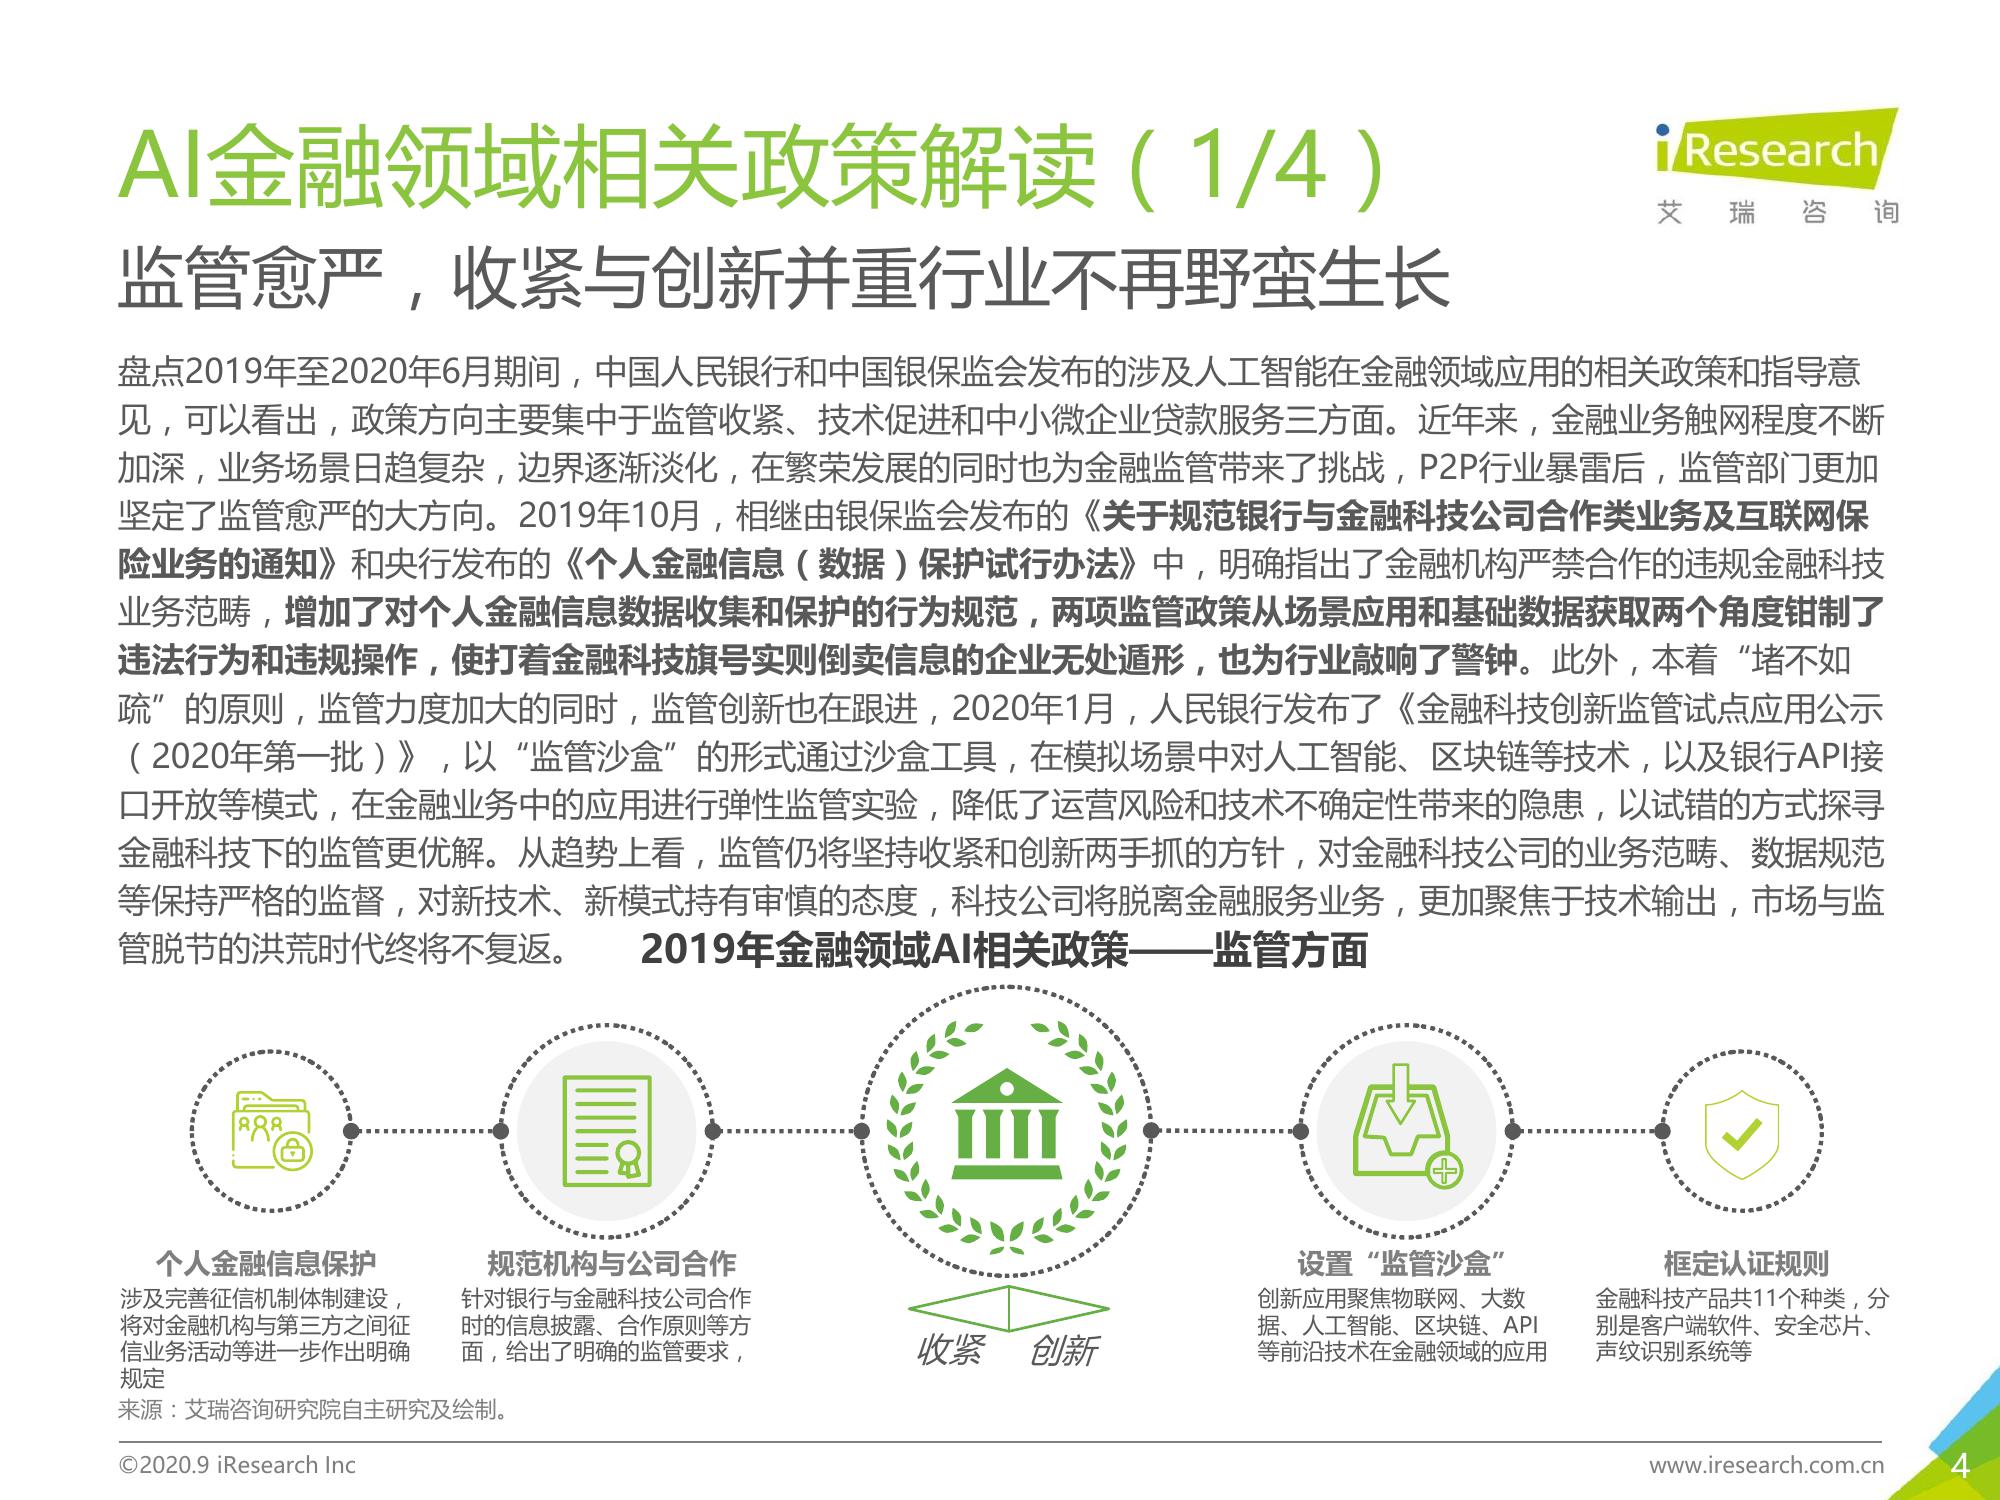 AI金融领域相关政策解读（1/4）
iResearch
艾瑞咨询
监管愈严，收紧与创新并重行业不再野蛮生长
盘点2019年至2020年6月期间，中国人民银行和中国银保监会发布的涉及人工智能在金融领域应用的相关政策和指导意
见，可以看出，政策方向主要集中于监管收紧、技术促进和中小微企业贷款服务三方面。近年来，金融业务触网程度不断
加深，业务场景日趋复杂，边界逐渐淡化，在繁荣发展的同时也为金融监管带来了挑战，P2P行业暴雷后，监管部门更加
坚定了监管愈严的大方向。2019年10月，相继由银保监会发布的《关于规范银行与金融科技公司合作类业务及互联网保
险业务的通知》和央行发布的《个人金融信息（数据）保护试行办法》中，明确指出了金融机构严禁合作的违规金融科技
业务范畴，增加了对个人金融信息数据收集和保护的行为规范，两项监管政策从场景应用和基础数据获取两个角度钳制了
违法行为和违规操作，使打着金融科技旗号实则倒卖信息的企业无处遁形，也为行业敲响了警钟。此外，本着“堵不如
疏”的原则，监管力度加大的同时，监管创新也在跟进，2020年1月，人民银行发布了《金融科技创新监管试点应用公示
（2020年第一批）》，以“监管沙盒”的形式通过沙盒工具，在模拟场景中对人工智能、区块链等技术，以及银行API接
口开放等模式，在金融业务中的应用进行弹性监管实验，降低了运营风险和技术不确定性带来的隐患，以试错的方式探寻
金融科技下的监管更优解。从趋势上看，监管仍将坚持收紧和创新两手抓的方针，对金融科技公司的业务范畴、数据规范
等保持严格的监督，对新技术、新模式持有审慎的态度，科技公司将脱离金融服务业务，更加聚焦于技术输出，市场与监
管脱节的洪荒时代终将不复返。
2019年金融领域AI相关政策——监管方面
个人金融信息保护
涉及完善征信机制体制建设，
将对金融机构与第三方之间征
信业务活动等进一步作出明确
规定
规范机构与公司合作
针对银行与金融科技公司合作
时的信息披露、合作原则等方
面，给出了明确的监管要求，
收紧 创新
设置“监管沙盒”
创新应用聚焦物联网、大数
据、人工智能、区块链、API
等前沿技术在金融领域的应用
框定认证规则
金融科技产品共11个种类，分
别是客户端软件、安全芯片、
声纹识别系统等
来源：艾瑞咨询研究院自主研究及绘制。
©2020.9 iResearch Inc
www.iresearch.com.cn
4